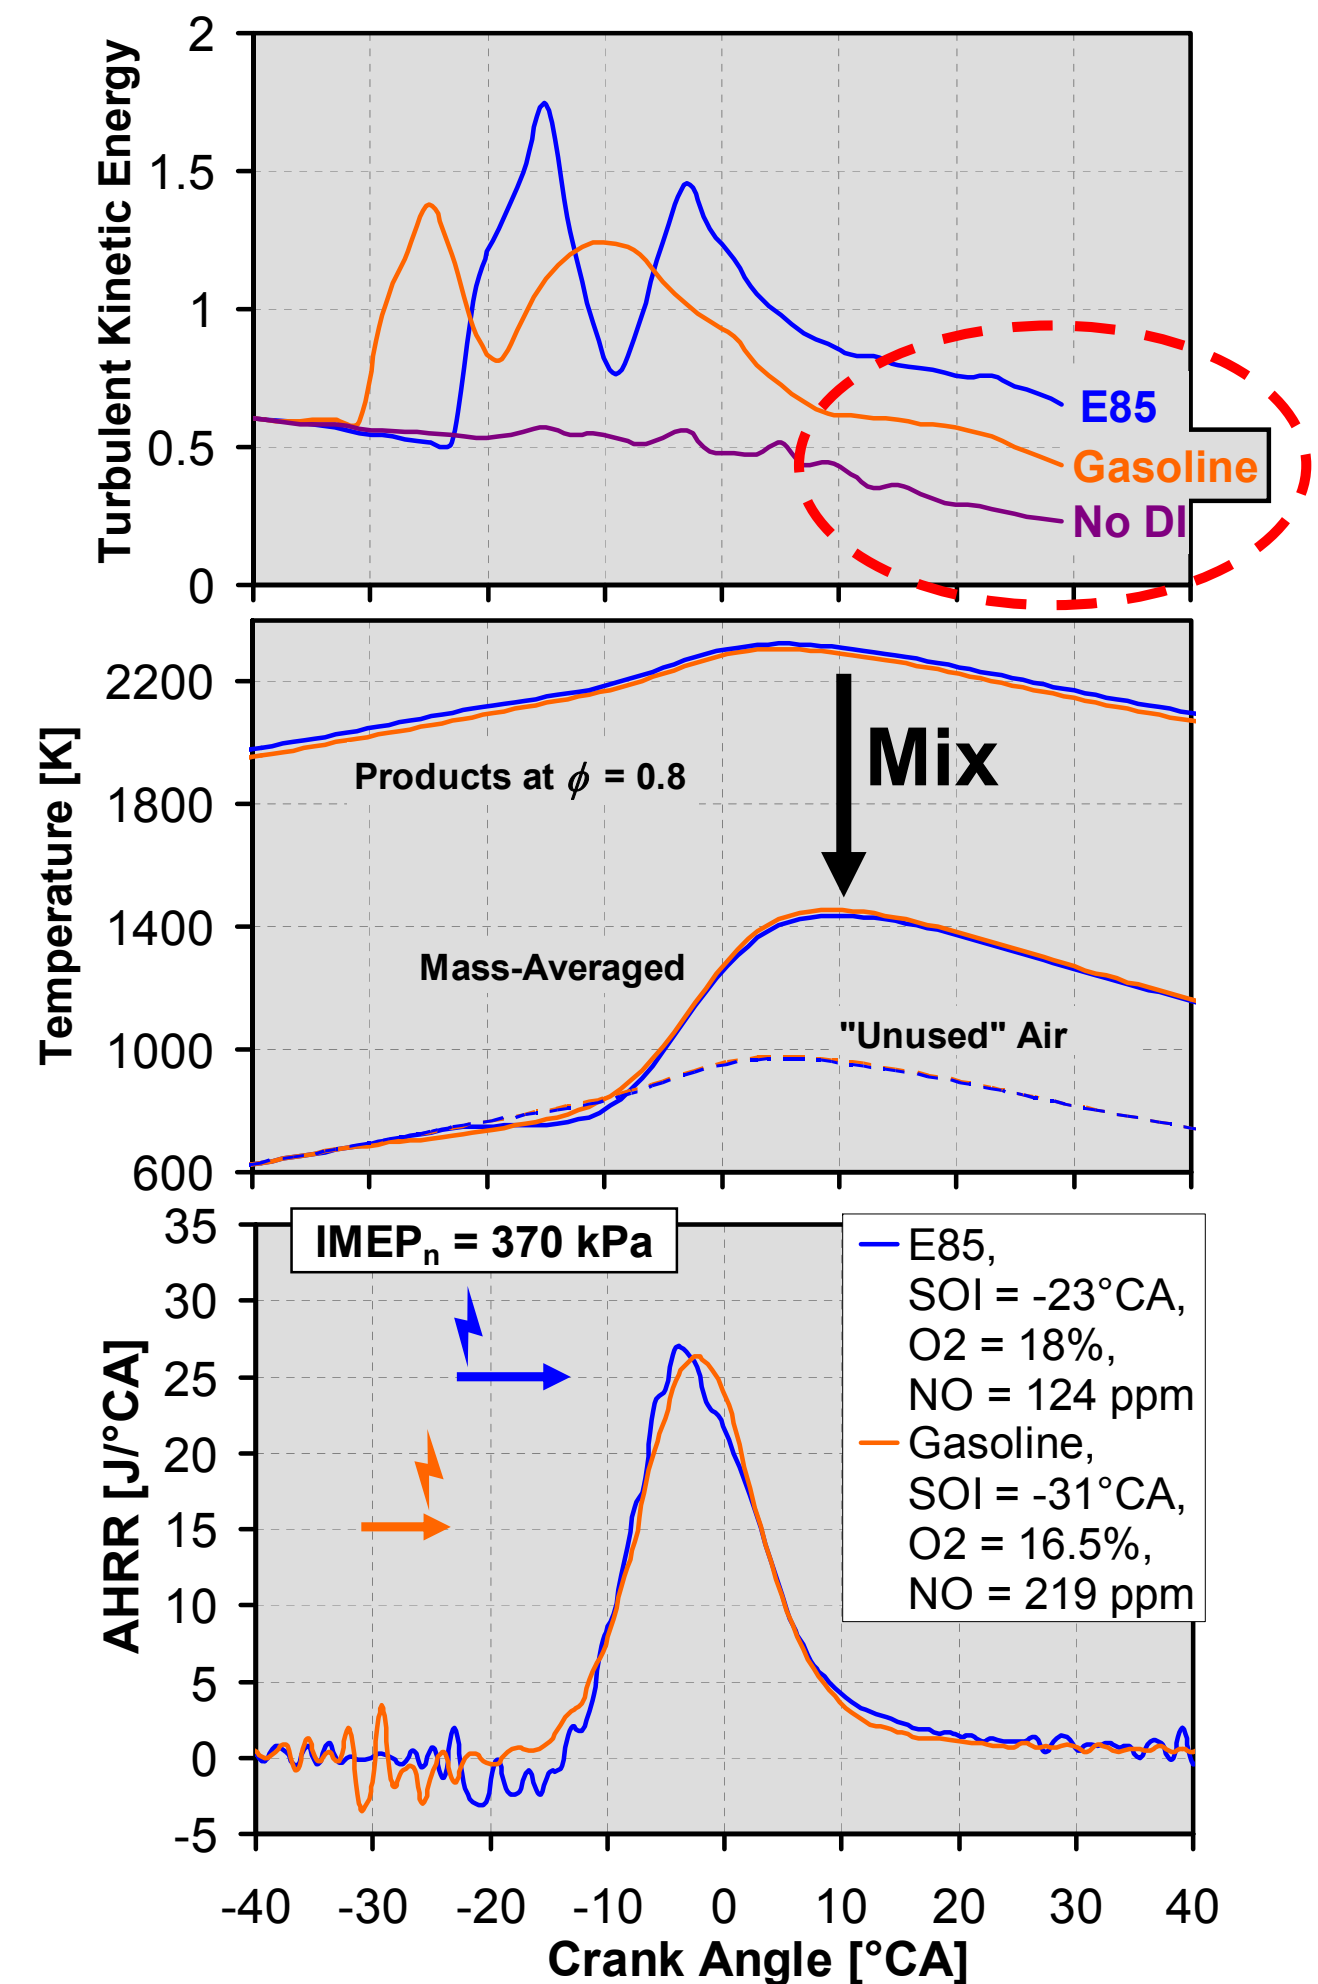 Turbulent Kinetic Energy
2
1.5
1
0.5
0
E85
Gasoline
No DI
Temperature [K]
2200
1800
1400
1000
600
Products at ϕ = 0.8
Mix
Mass-Averaged
"Unused" Air
AHRR [J/°CA]
35
30
25
20
15
10
5
0
-5
IMEPn = 370 kPa
E85,
SOI = -23°CA,
O2 = 18%,
NO = 124 ppm
Gasoline,
SOI = -31°CA,
O2 = 16.5%,
NO = 219 ppm
-40 -30 -20 -10 0 10 20 30 40
Crank Angle [°CA]